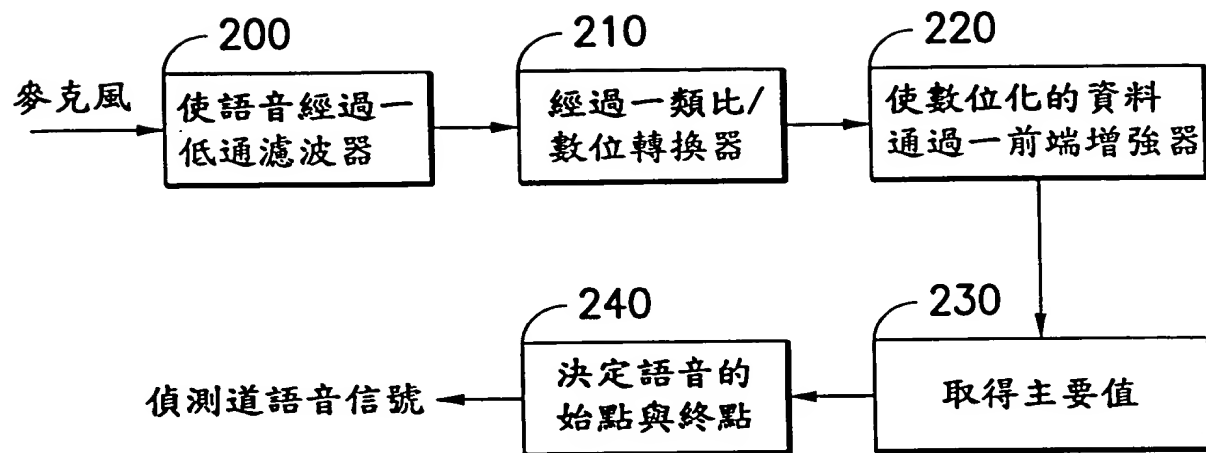 200
210
220
麥克風
使語音經過一
低通濾波器
經過一類比/
數位轉換器
使數位化的資料
通過一前端增強器
230
240
取得主要值
決定語音的
始點與終點
偵測道語音信號